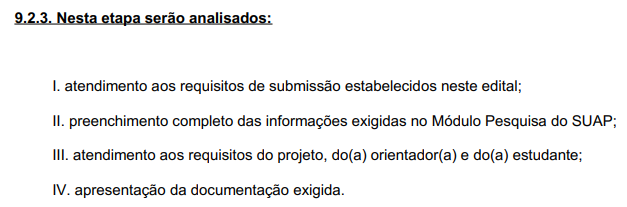 9.2.3. Nesta etapa serão analisados:
I. atendimento aos requisitos de submissão estabelecidos neste edital;
II. preenchimento completo das informações exigidas no Módulo Pesquisa do SUAP;
III. atendimento aos requisitos do projeto, do(a) orientador(a) e do(a) estudante;
IV. apresentação da documentação exigida.